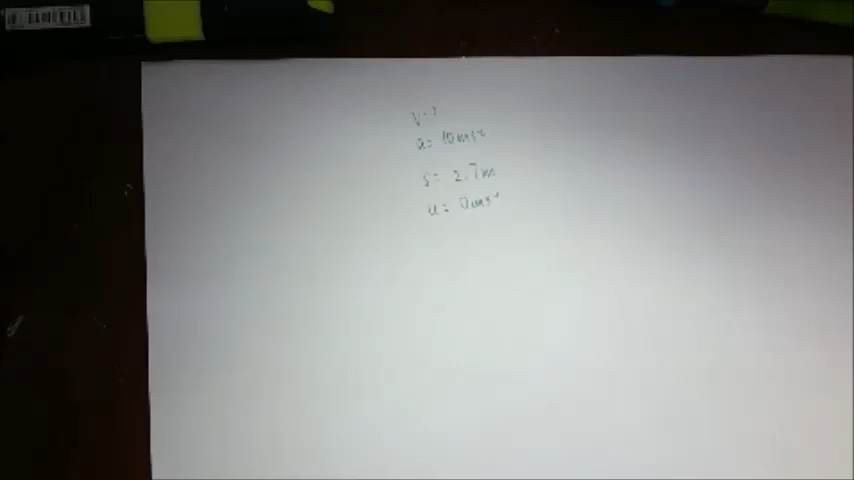 v=?
a= 10ms⁻²
s= 2.7m
u= 0ms⁻¹